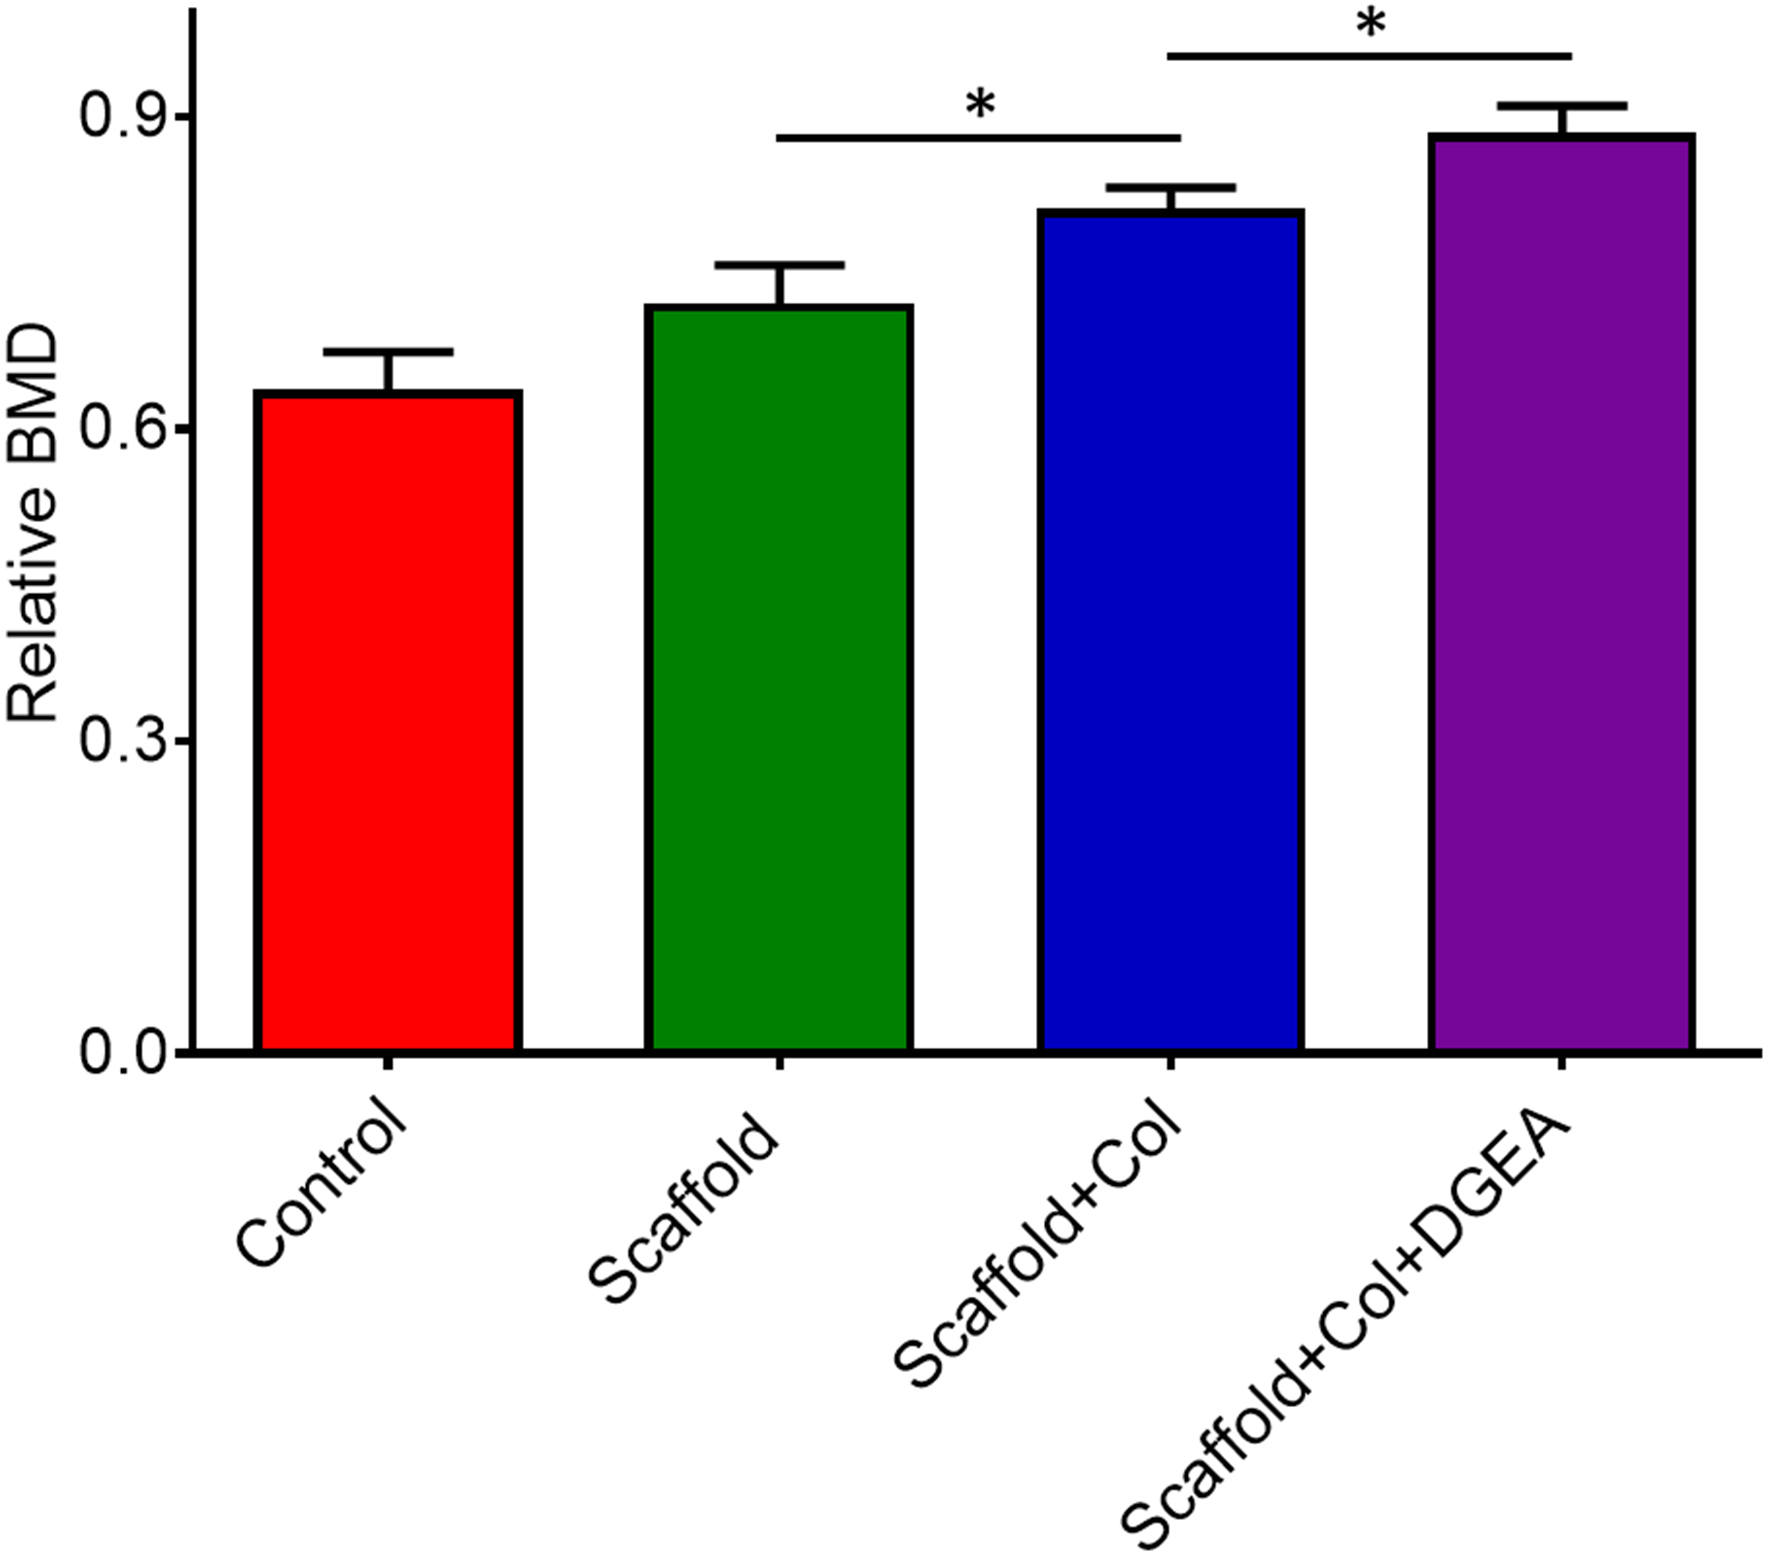 *
*
0.9
0.6
0.3
0.0
Relative BMD
Control
Scaffold
Scaffold+Col
Scaffold+Col+DGEA